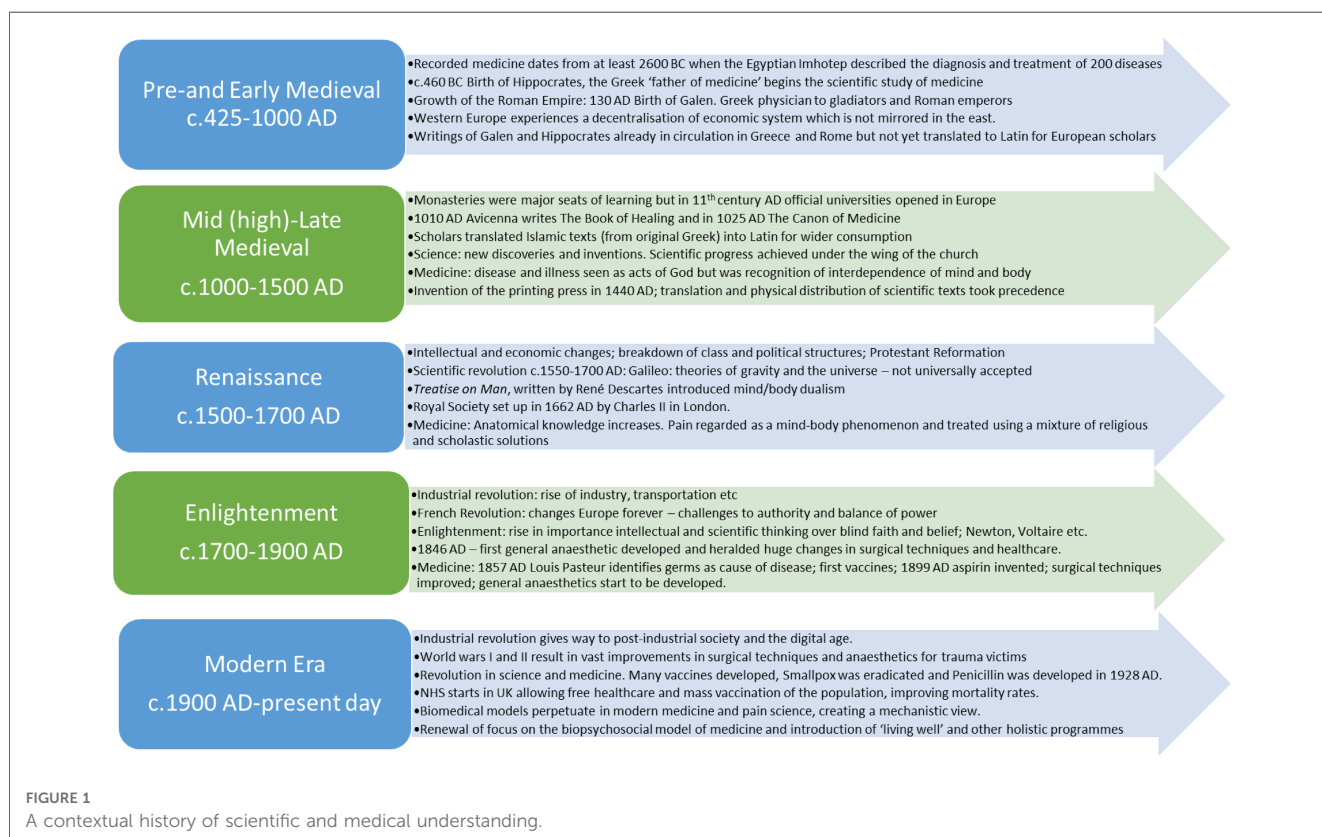 Pre-and Early Medieval
c.425-1000 AD
•Recorded medicine dates from at least 2600 BC when the Egyptian Imhotep described the diagnosis and treatment of 200 diseases
•c.460 BC Birth of Hippocrates, the Greek ‘father of medicine’ begins the scientific study of medicine
•Growth of the Roman Empire: 130 AD Birth of Galen. Greek physician to gladiators and Roman emperors
•Western Europe experiences a decentralisation of economic system which is not mirrored in the east.
•Writings of Galen and Hippocrates already in circulation in Greece and Rome but not yet translated to Latin for European scholars
Mid (high)-Late
Medieval
c.1000-1500 AD
•Monasteries were major seats of learning but in 11th century AD official universities opened in Europe
•1010 AD Avicenna writes The Book of Healing and in 1025 AD The Canon of Medicine
•Scholars translated Islamic texts (from original Greek) into Latin for wider consumption
•Science: new discoveries and inventions. Scientific progress achieved under the wing of the church
•Medicine: disease and illness seen as acts of God but was recognition of interdependence of mind and body
•Invention of the printing press in 1440 AD; translation and physical distribution of scientific texts took precedence
Renaissance
c.1500-1700 AD
•Intellectual and economic changes; breakdown of class and political structures; Protestant Reformation
•Scientific revolution c.1550-1700 AD: Galileo: theories of gravity and the universe – not universally accepted
•Treatise on Man, written by René Descartes introduced mind/body dualism
•Royal Society set up in 1662 AD by Charles II in London.
•Medicine: Anatomical knowledge increases. Pain regarded as a mind-body phenomenon and treated using a mixture of religious
and scholastic solutions
Enlightenment
c.1700-1900 AD
•Industrial revolution: rise of industry, transportation etc
•French Revolution: changes Europe forever – challenges to authority and balance of power
•Enlightenment: rise in importance intellectual and scientific thinking over blind faith and belief; Newton, Voltaire etc.
•1846 AD – first general anaesthetic developed and heralded huge changes in surgical techniques and healthcare.
•Medicine: 1857 AD Louis Pasteur identifies germs as cause of disease; first vaccines; 1899 AD aspirin invented; surgical techniques
improved; general anaesthetics start to be developed.
Modern Era
c.1900 AD-present day
•Industrial revolution gives way to post-industrial society and the digital age.
•World wars I and II result in vast improvements in surgical techniques and anaesthetics for trauma victims
•Revolution in science and medicine. Many vaccines developed, Smallpox was eradicated and Penicillin was developed in 1928 AD.
•NHS starts in UK allowing free healthcare and mass vaccination of the population, improving mortality rates.
•Biomedical models perpetuate in modern medicine and pain science, creating a mechanistic view.
•Renewal of focus on the biopsychosocial model of medicine and introduction of ‘living well’ and other holistic programmes
FIGURE 1
A contextual history of scientific and medical understanding.